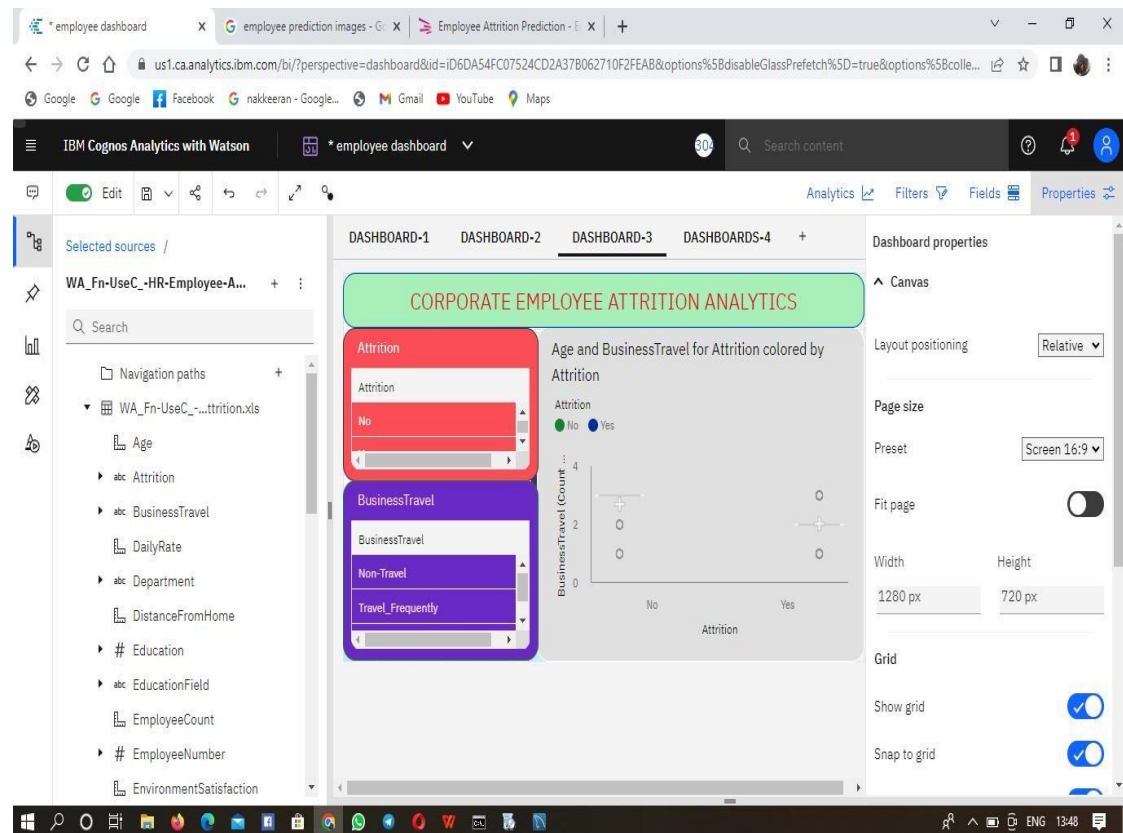 * employee dashboard X employee prediction images - Go X Employee Attrition Prediction - E X +
us1.ca.analytics.ibm.com/bi/?perspective=dashboard&id=iD6DA54FC07524CD2A37B062710F2FEAB&options%5BdisableGlassPrefetch%5D=true&options%5Bcolle...
Google Google Facebook nakkeeran - Google... Gmail YouTube Maps
IBM Cognos Analytics with Watson * employee dashboard 304 Search content 1
Edit Analytics Filters Fields Properties
Selected sources /
WA_Fn-UseC_-HR-Employee-A... +
Search
Navigation paths +
WA_Fn-UseC_-...ttrition.xls
Age
abc Attrition
abc BusinessTravel
DailyRate
abc Department
DistanceFromHome
# Education
abc EducationField
EmployeeCount
# EmployeeNumber
EnvironmentSatisfaction
DASHBOARD-1 DASHBOARD-2 DASHBOARD-3 DASHBOARDS-4 +
CORPORATE EMPLOYEE ATTRITION ANALYTICS
Attrition
Attrition
No
BusinessTravel
BusinessTravel
Non-Travel
Travel_Frequently
Age and BusinessTravel for Attrition colored by
Attrition
Attrition
No Yes
BusinessTravel (Count ...
4
2
0
No Yes
Attrition
Dashboard properties
Canvas
Layout positioning Relative
Page size
Preset Screen 16:9
Fit page
Width Height
1280 px 720 px
Grid
Show grid
Snap to grid
ENG 13:48